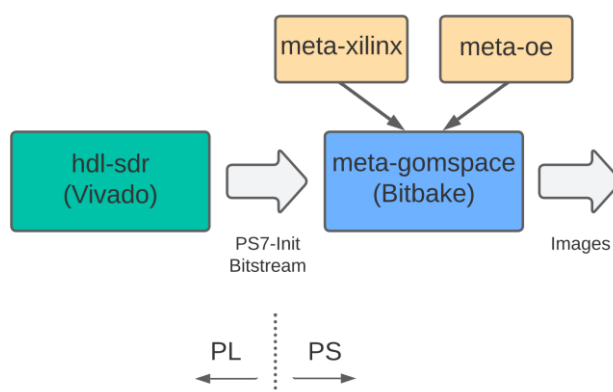 meta-xilinx
meta-oe
hdl-sdr
(Vivado)
meta-gomspace
(Bitbake)
PS7-Init
Bitstream
Images
PL
PS